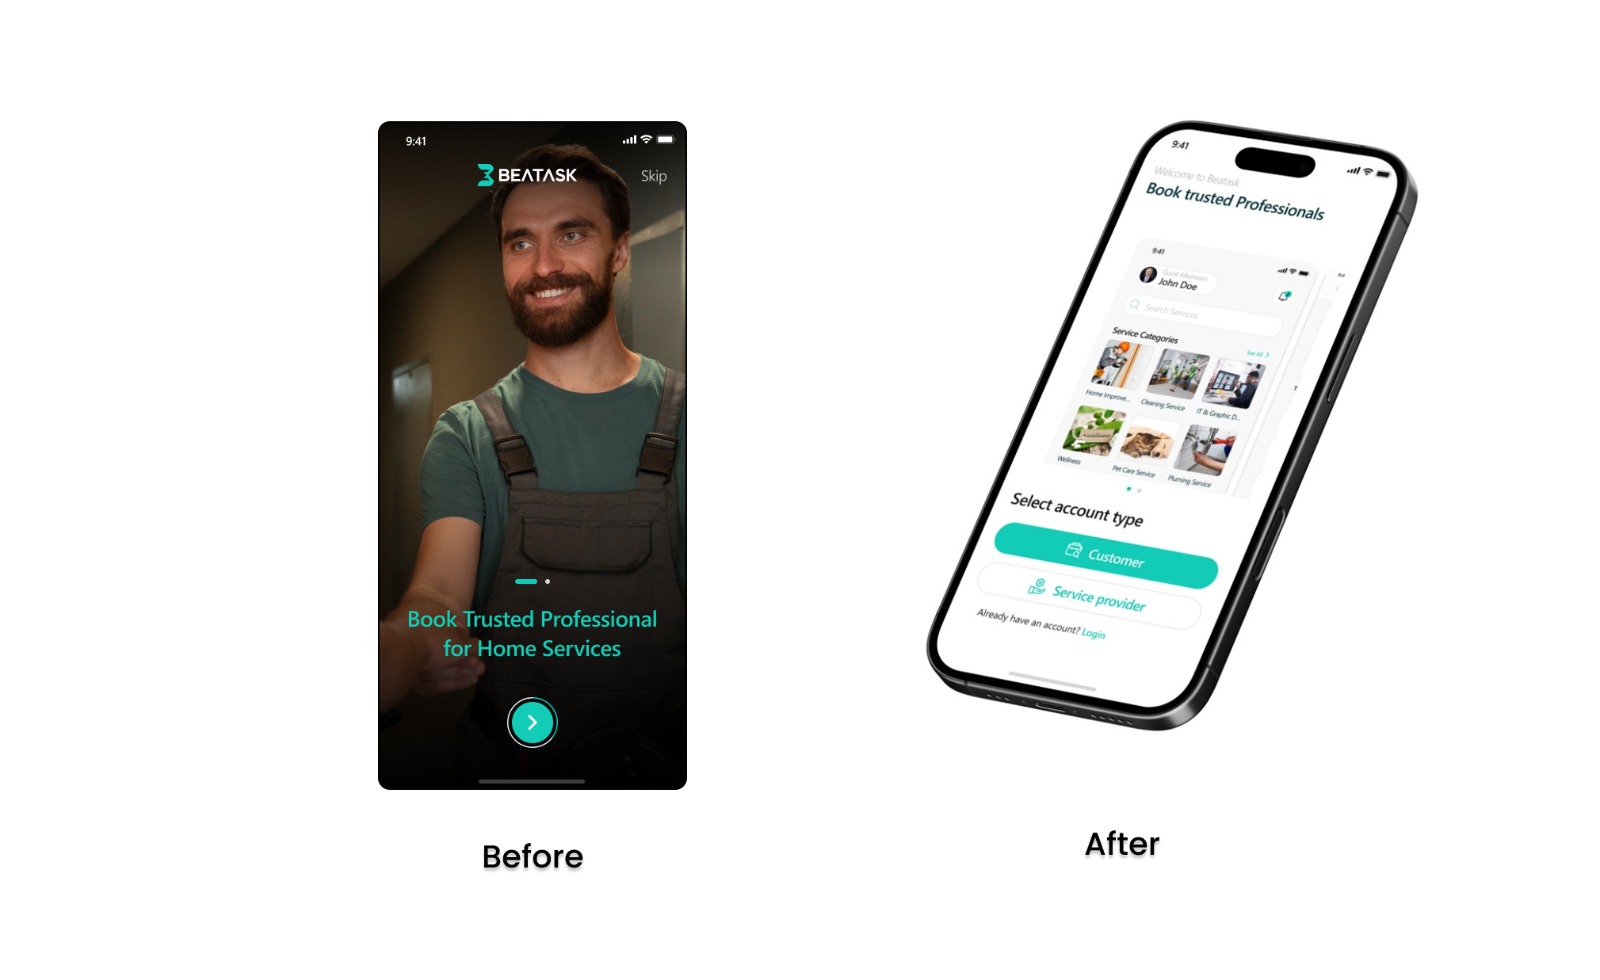 9:41
BEATASK
Skip
Book Trusted Professional
for Home Services
Before
9:41
Welcome to Beatask
Book trusted Professionals
9:41
Good Afternoon
John Doe
Search Services
Service Categories
See All
Home Improve...
Cleaning Service
IT & Graphic D...
Wellness
Pet Care Service
Pluming Service
Select account type
Customer
Service provider
Already have an account? Login
After